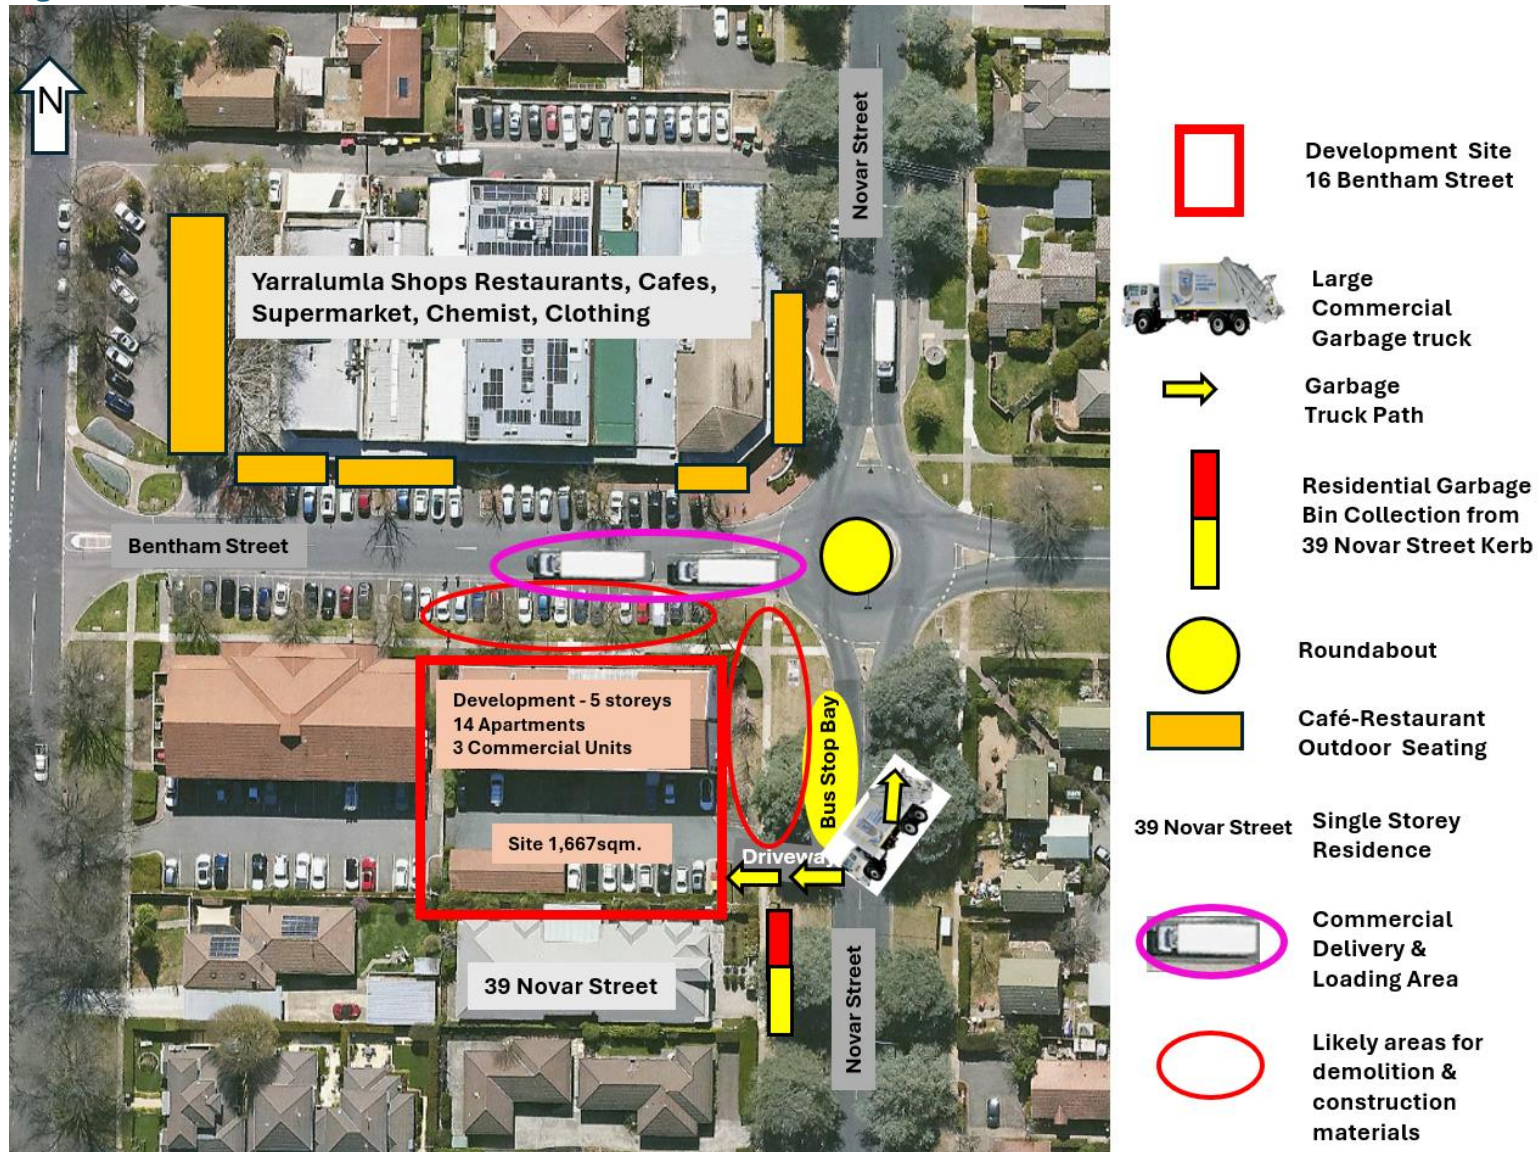 N
Novar Street
Yarralumla Shops Restaurants, Cafes,
Supermarket, Chemist, Clothing
Bentham Street
Development - 5 storeys
14 Apartments
3 Commercial Units
Site 1,667sqm.
Bus Stop Bay
Driveway
39 Novar Street
Novar Street
Development Site
16 Bentham Street
Large
Commercial
Garbage truck
Garbage
Truck Path
Residential Garbage
Bin Collection from
39 Novar Street Kerb
Roundabout
Café-Restaurant
Outdoor Seating
39 Novar Street
Single Storey
Residence
Commercial
Delivery &
Loading Area
Likely areas for
demolition &
construction
materials